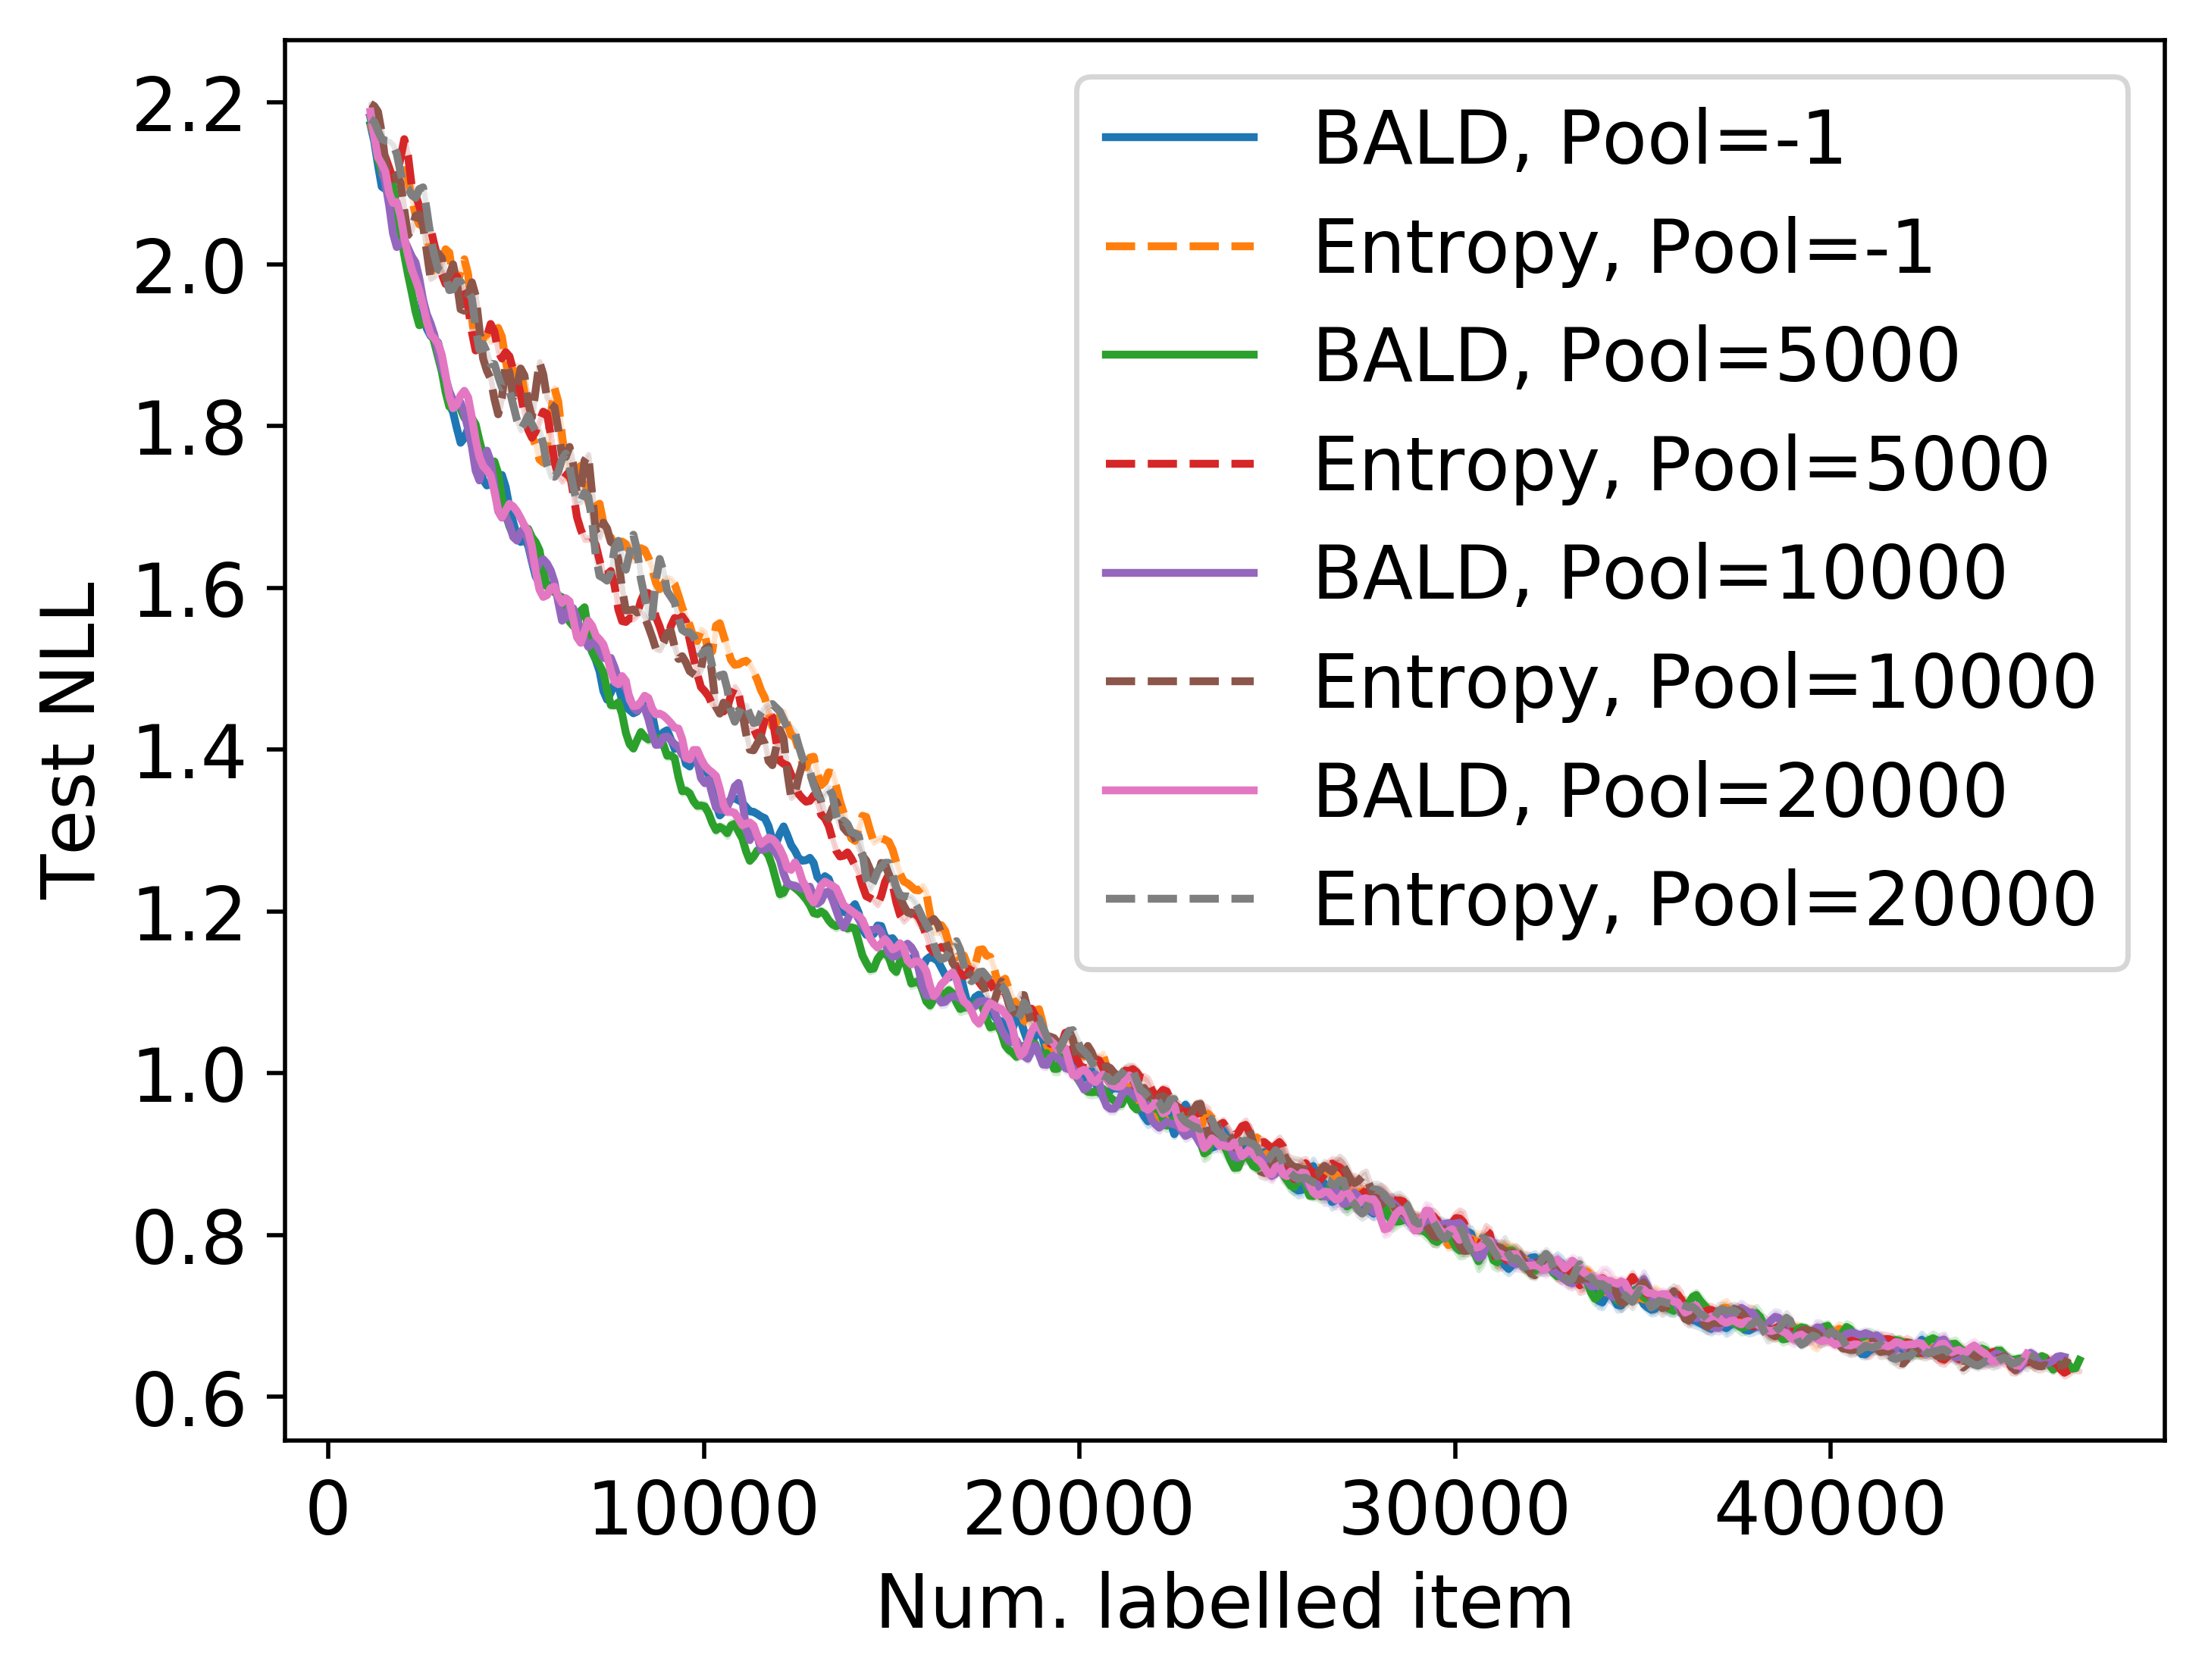 2.2
2.0
1.8
1.6
1.4
1.2
1.0
0.8
0.6
Test NLL
BALD, Pool=-1
Entropy, Pool=-1
BALD, Pool=5000
Entropy, Pool=5000
BALD, Pool=10000
Entropy, Pool=10000
BALD, Pool=20000
Entropy, Pool=20000
0 10000 20000 30000 40000
Num. labelled item